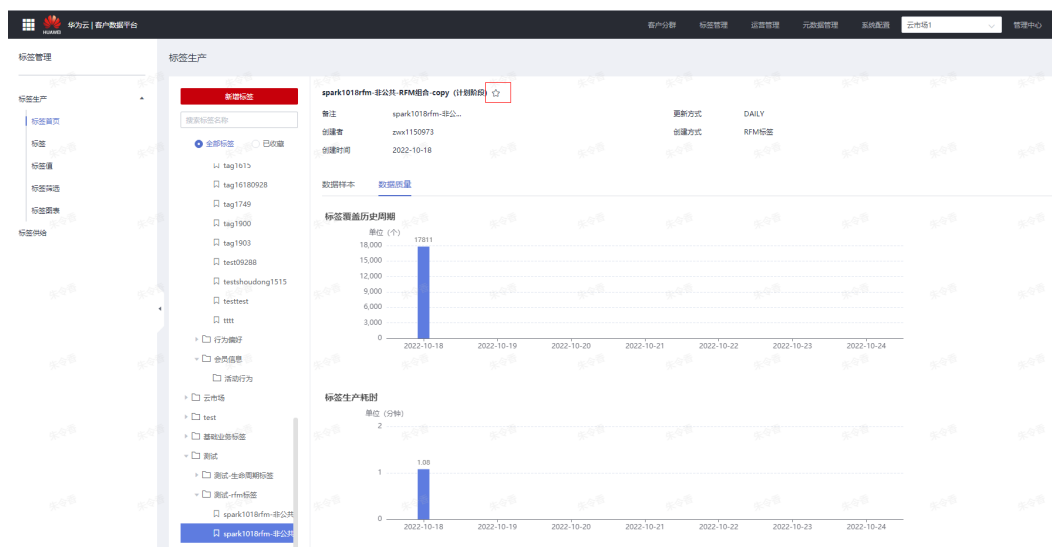 HUAWEI
华为云 | 客户数据平台
客户分群 标签管理 运营管理 元数据管理 系统配置 云市场1 管理中心
标签管理
标签生产
标签首页
标签
标签值
标签筛选
标签图表
标签供给
标签生产
新增标签
搜索标签名称
全部标签 已收藏
tag1615
tag16180928
tag1749
tag1900
tag1903
test09288
testshoudong1515
testtest
tttt
行为偏好
会员信息
活动行为
云市场
test
基础业务标签
测试
测试-生命周期标签
测试-rfm标签
spark1018rfm-非公共
spark1018rfm-非公共
spark1018rfm-非公共-RFM组合-copy (计划阶段)
备注 spark1018rfm-非公... 更新方式 DAILY
创建者 zwx1150973 创建方式 RFM标签
创建时间 2022-10-18
数据样本 数据质量
标签覆盖历史周期
单位 (个)
17811
18,000
15,000
12,000
9,000
6,000
3,000
0
2022-10-18 2022-10-19 2022-10-20 2022-10-21 2022-10-22 2022-10-23 2022-10-24
标签生产耗时
单位 (分钟)
2
1.08
1
0
2022-10-18 2022-10-19 2022-10-20 2022-10-21 2022-10-22 2022-10-23 2022-10-24